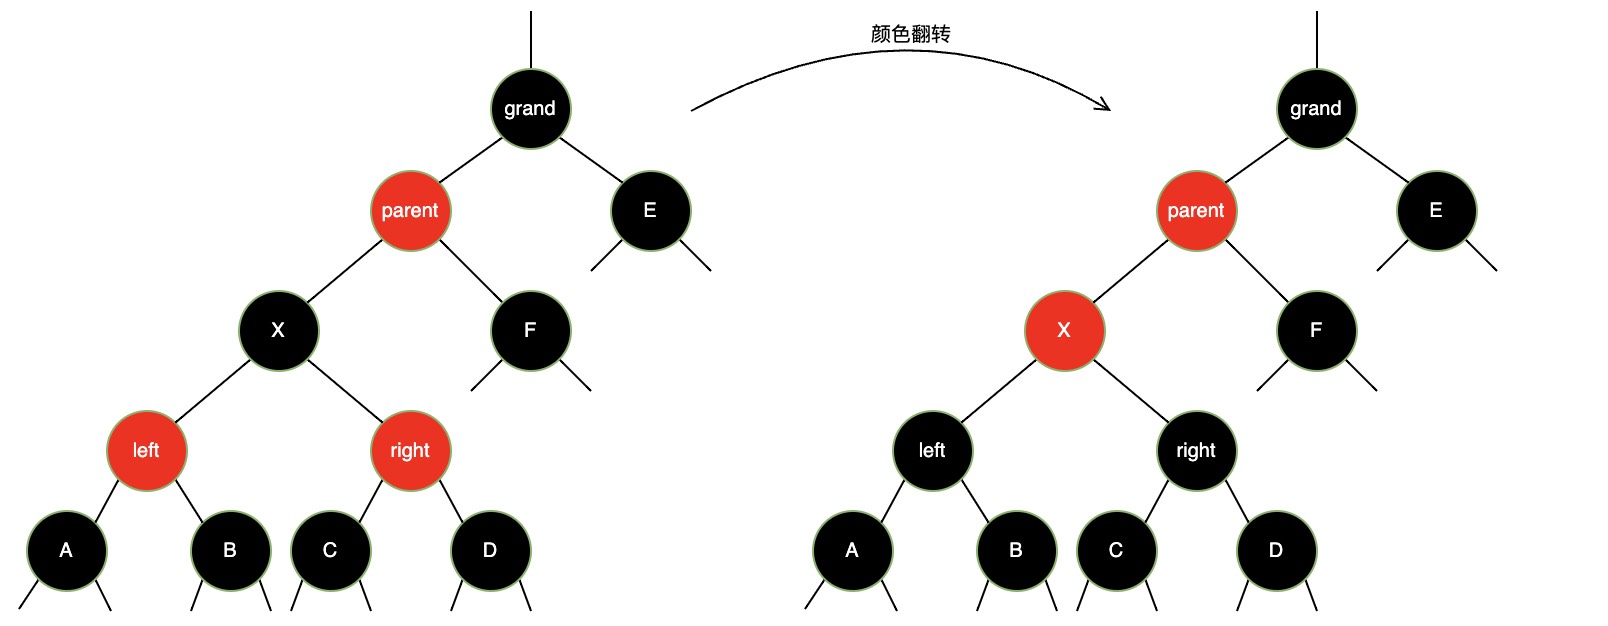 颜色翻转
grand
grand
parent
E
parent
E
X
F
X
F
left
right
left
right
A
B
C
D
A
B
C
D